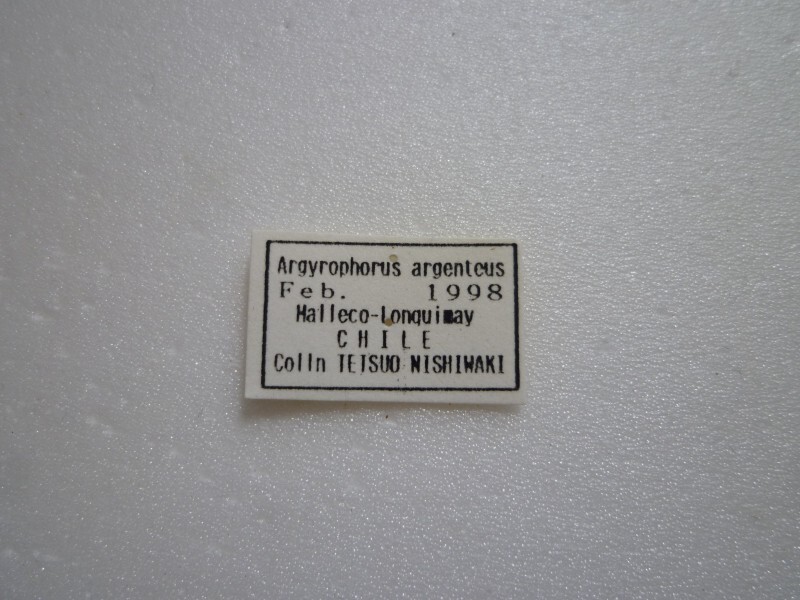 Argyrophorus argenteus
Feb. 1998
Malleco-Lonquimay
CHILE
Colln TETSUO NISHIWAKI